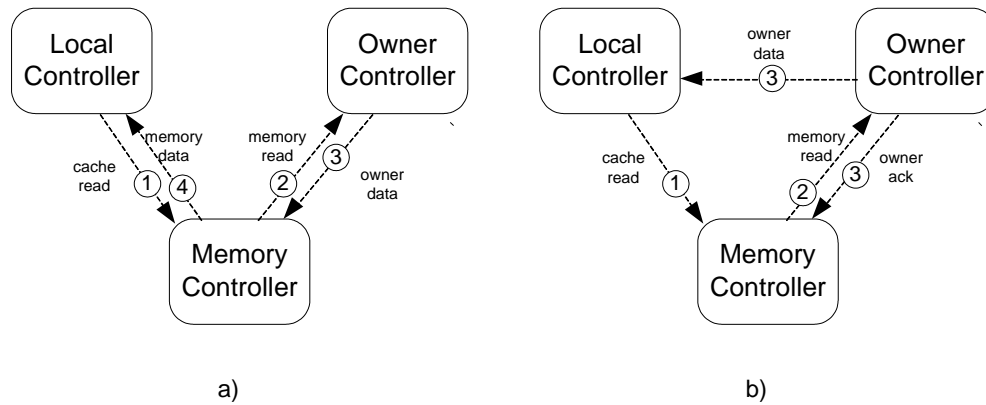 Local
Controller
Owner
Controller
memory
data
memory
read
3
cache
read
1
4
2
owner
data
Memory
Controller
a)
Local
Controller
owner
data
3
Owner
Controller
cache
read
1
memory
read
2
3
owner
ack
Memory
Controller
b)